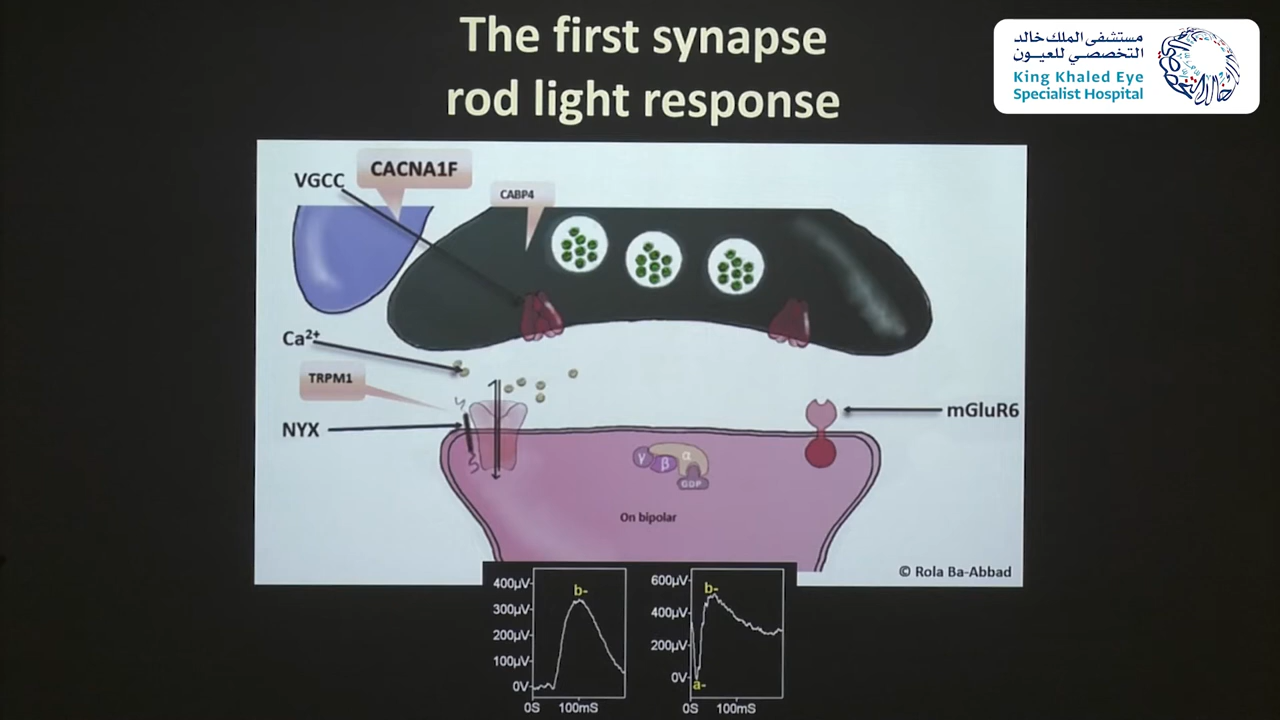 The first synapse
rod light response
مستشفى الملك خالد
التخصصي للعيون
King Khaled Eye
Specialist Hospital
VGCC
CACNA1F
CABP4
Ca²⁺
TRPM1
NYX
mGluR6
γ
β
α
GDP
On bipolar
© Rola Ba-Abbad
400µV
300µV
200µV
100µV
0V
b-
0S
100mS
600µV
400µV
200µV
0V
b-
a-
0S
100mS